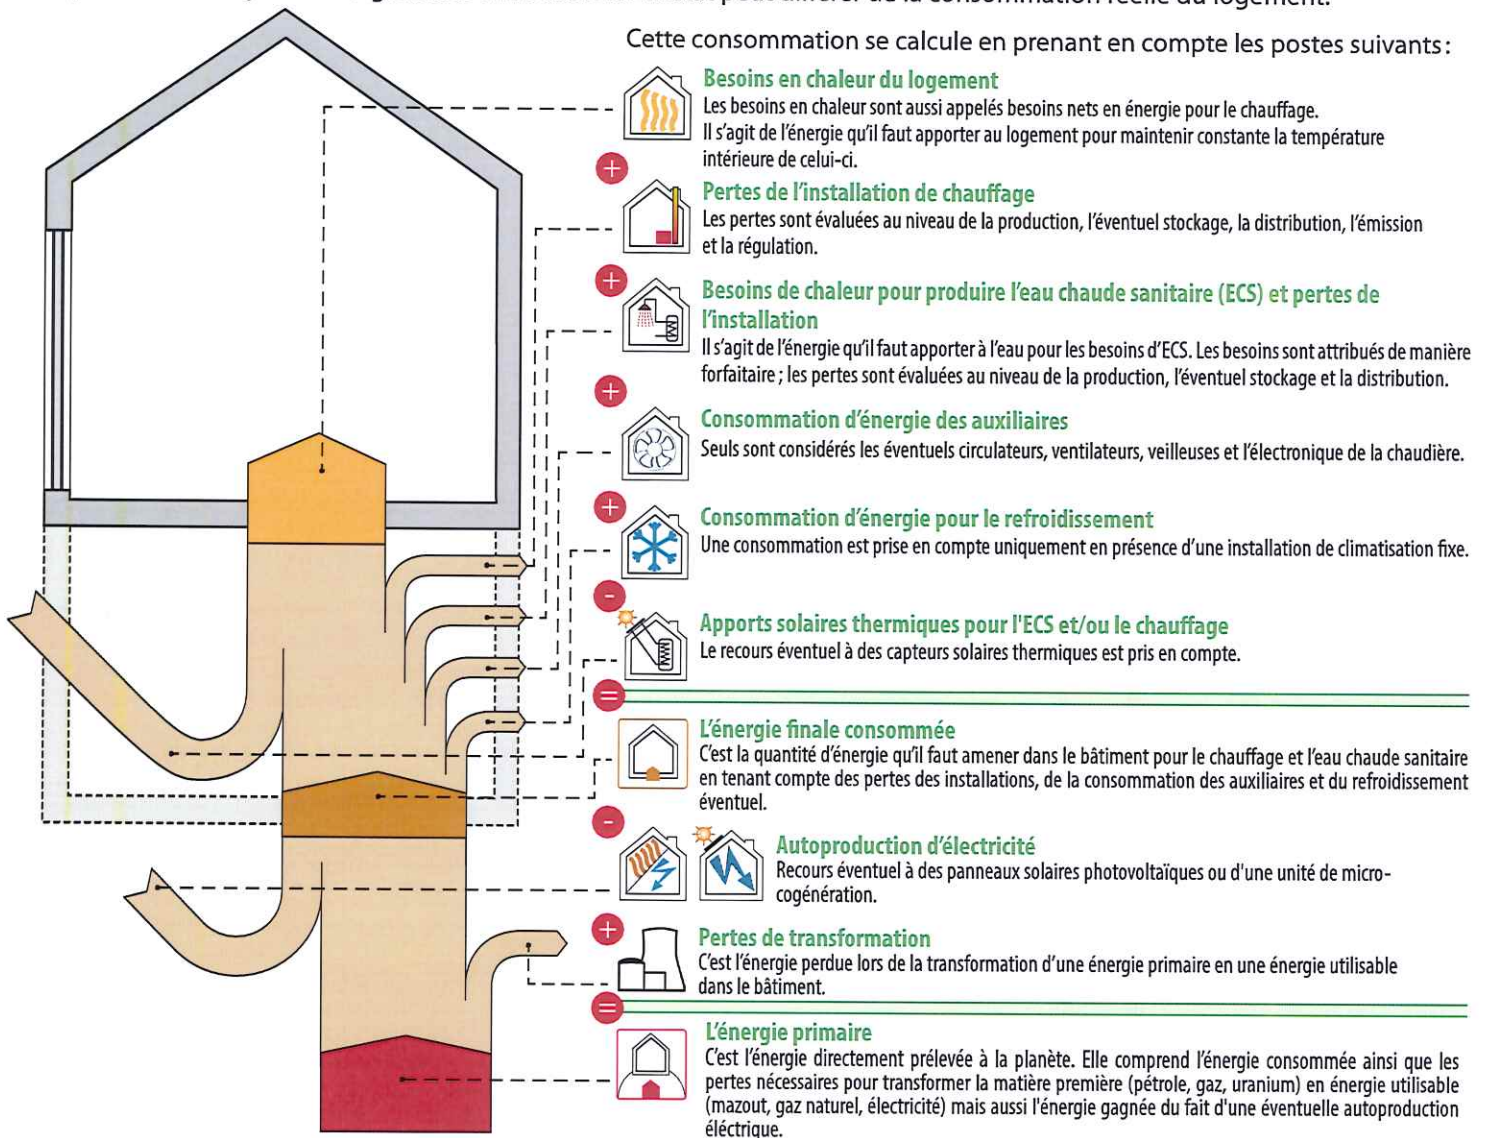 peut différer de la consommation réelle du logement.
Cette consommation se calcule en prenant en compte les postes suivants :
Besoins en chaleur du logement
Les besoins en chaleur sont aussi appelés besoins nets en énergie pour le chauffage.
Il s'agit de l'énergie qu'il faut apporter au logement pour maintenir constante la température
intérieure de celui-ci.
+
Pertes de l'installation de chauffage
Les pertes sont évaluées au niveau de la production, l'éventuel stockage, la distribution, l'émission
et la régulation.
+
Besoins de chaleur pour produire l'eau chaude sanitaire (ECS) et pertes de
l'installation
Il s'agit de l'énergie qu'il faut apporter à l'eau pour les besoins d'ECS. Les besoins sont attribués de manière
forfaitaire ; les pertes sont évaluées au niveau de la production, l'éventuel stockage et la distribution.
+
Consommation d'énergie des auxiliaires
Seuls sont considérés les éventuels circulateurs, ventilateurs, veilleuses et l'électronique de la chaudière.
+
Consommation d'énergie pour le refroidissement
Une consommation est prise en compte uniquement en présence d'une installation de climatisation fixe.
-
Apports solaires thermiques pour l'ECS et/ou le chauffage
Le recours éventuel à des capteurs solaires thermiques est pris en compte.
=
L'énergie finale consommée
C'est la quantité d'énergie qu'il faut amener dans le bâtiment pour le chauffage et l'eau chaude sanitaire
en tenant compte des pertes des installations, de la consommation des auxiliaires et du refroidissement
éventuel.
-
Autoproduction d'électricité
Recours éventuel à des panneaux solaires photovoltaïques ou d'une unité de micro-
cogénération.
+
Pertes de transformation
C'est l'énergie perdue lors de la transformation d'une énergie primaire en une énergie utilisable
dans le bâtiment.
=
L'énergie primaire
C'est l'énergie directement prélevée à la planète. Elle comprend l'énergie consommée ainsi que les
pertes nécessaires pour transformer la matière première (pétrole, gaz, uranium) en énergie utilisable
(mazout, gaz naturel, électricité) mais aussi l'énergie gagnée du fait d'une éventuelle autoproduction
éléctrique.